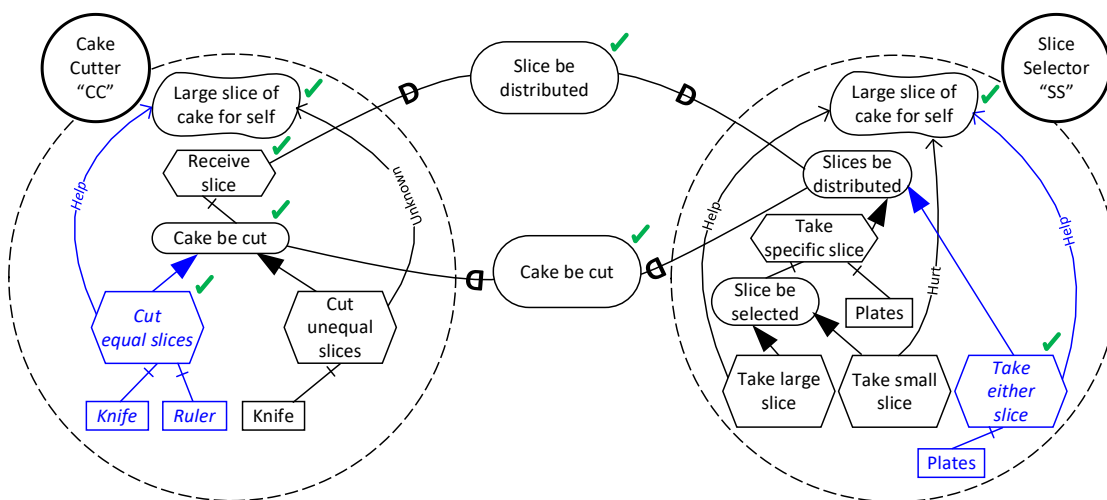 Cake
Cutter
“CC”
Large slice of
cake for self
Receive
slice
Cake be cut
Cut
equal slices
Cut
unequal
slices
Knife
Ruler
Knife
Help
Unknown
Slice be
distributed
D
D
Cake be cut
D
D
Slice
Selector
“SS”
Large slice of
cake for self
Slices be
distributed
Take
specific slice
Slice be
selected
Plates
Take large
slice
Take small
slice
Take
either
slice
Plates
Help
Hurt
Help